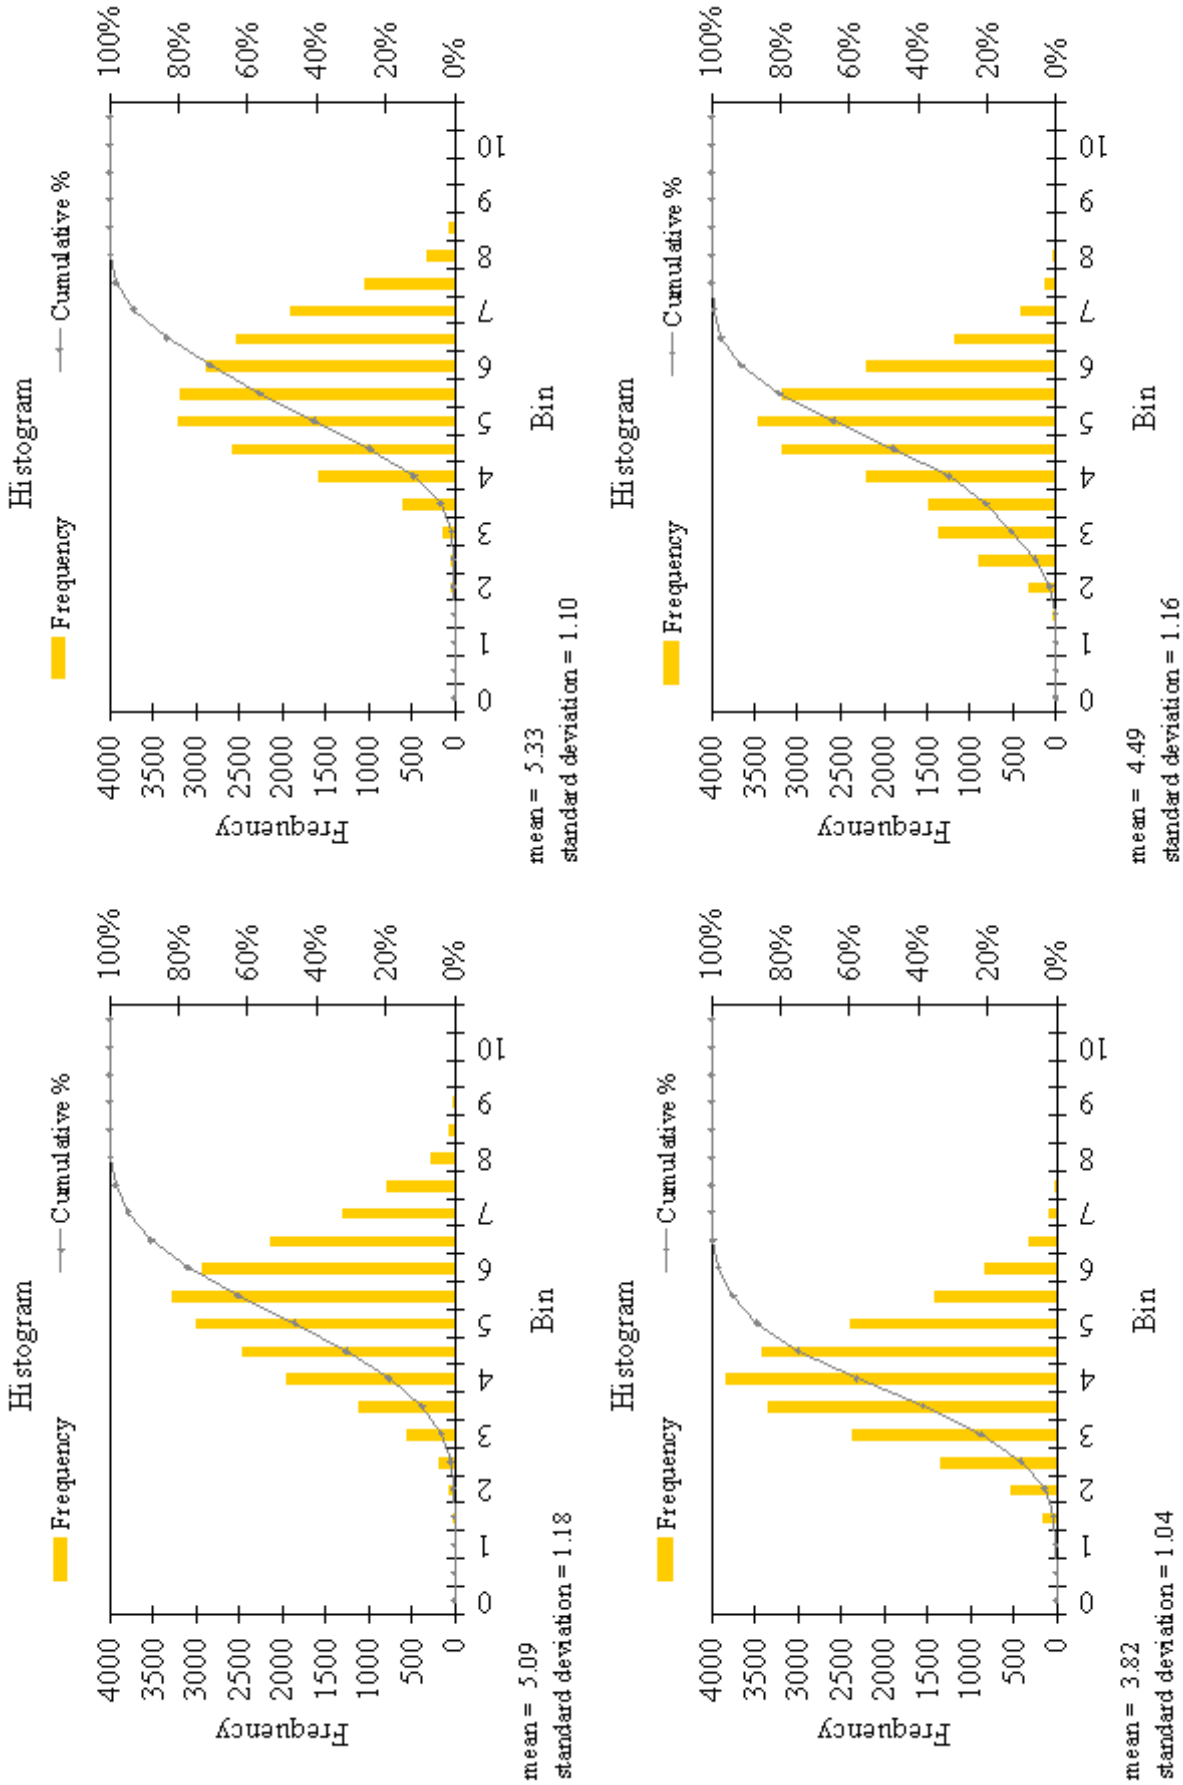 Histogram
Frequency
Cumulative %
Frequency
4000
3500
3000
2500
2000
1500
1000
500
0
100%
80%
60%
40%
20%
0%
0 1 2 3 4 5 6 7 8 9 10
Bin
mean = 5.09
standard deviation = 1.18
Histogram
Frequency
Cumulative %
Frequency
4000
3500
3000
2500
2000
1500
1000
500
0
100%
80%
60%
40%
20%
0%
0 1 2 3 4 5 6 7 8 9 10
Bin
mean = 5.33
standard deviation = 1.10
Histogram
Frequency
Cumulative %
Frequency
4000
3500
3000
2500
2000
1500
1000
500
0
100%
80%
60%
40%
20%
0%
0 1 2 3 4 5 6 7 8 9 10
Bin
mean = 3.82
standard deviation = 1.04
Histogram
Frequency
Cumulative %
Frequency
4000
3500
3000
2500
2000
1500
1000
500
0
100%
80%
60%
40%
20%
0%
0 1 2 3 4 5 6 7 8 9 10
Bin
mean = 4.49
standard deviation = 1.16